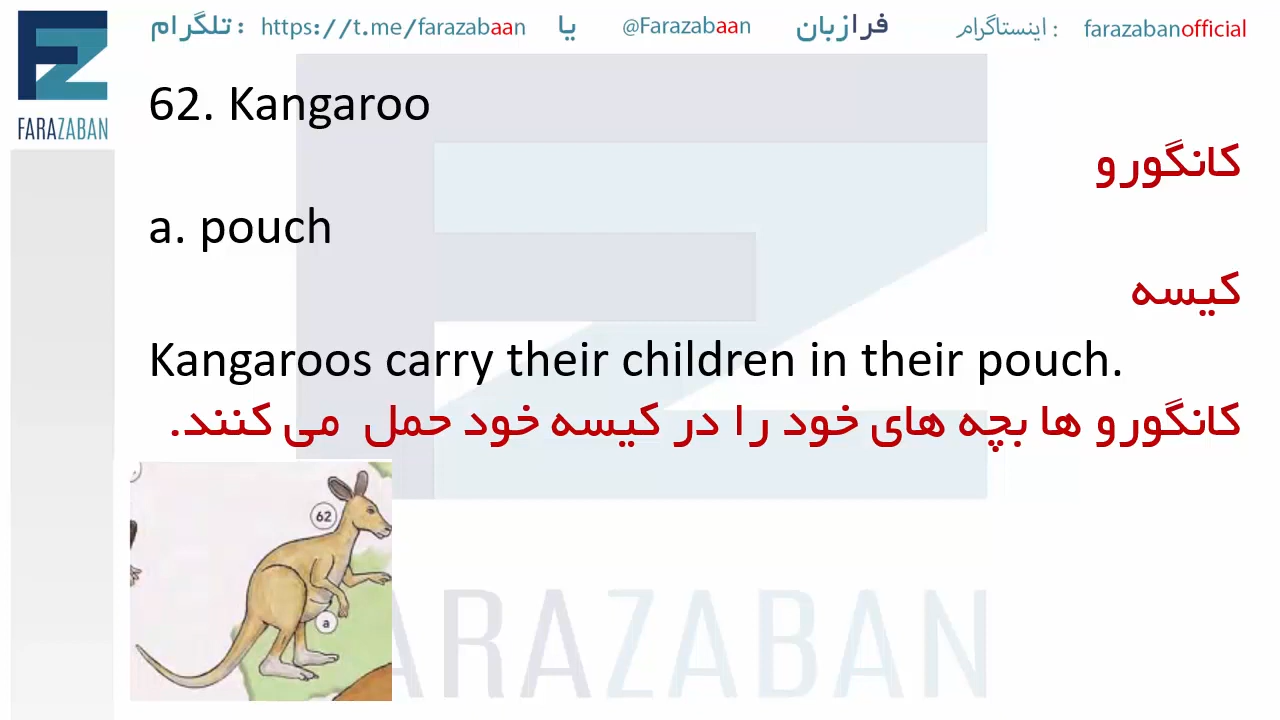 تلگرام : https://t.me/farazabaan یا @Farazabaan فرازبان اینستاگرام : farazabanofficial
FZ
FARAZABAN
62. Kangaroo
کانگورو
a. pouch
کیسه
Kangaroos carry their children in their pouch.
کانگورو ها بچه های خود را در کیسه خود حمل می کنند.
62
a
FARAZABAN